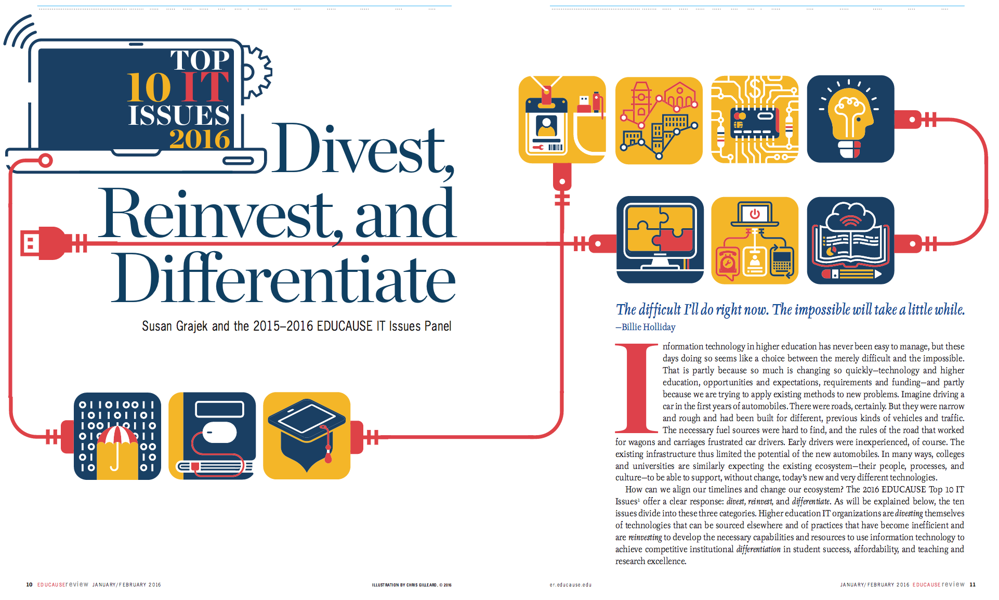 TOP
10 IT
ISSUES
2016
Divest,
Reinvest, and
Differentiate
Susan Grajek and the 2015–2016 EDUCAUSE IT Issues Panel
10 EDUCAUSEreview JANUARY/FEBRUARY 2016
ILLUSTRATION BY CHRIS GILLEARD, © 2016
$
The difficult I'll do right now. The impossible will take a little while.
—Billie Holliday
Information technology in higher education has never been easy to manage, but these
days doing so seems like a choice between the merely difficult and the impossible.
That is partly because so much is changing so quickly—technology and higher
education, opportunities and expectations, requirements and funding—and partly
because we are trying to apply existing methods to new problems. Imagine driving a
car in the first years of automobiles. There were roads, certainly. But they were narrow
and rough and had been built for different, previous kinds of vehicles and traffic.
The necessary fuel sources were hard to find, and the rules of the road that worked
for wagons and carriages frustrated car drivers. Early drivers were inexperienced, of course. The
existing infrastructure thus limited the potential of the new automobiles. In many ways, colleges
and universities are similarly expecting the existing ecosystem—their people, processes, and
culture—to be able to support, without change, today's new and very different technologies.
How can we align our timelines and change our ecosystem? The 2016 EDUCAUSE Top 10 IT
Issues¹ offer a clear response: divest, reinvest, and differentiate. As will be explained below, the ten
issues divide into these three categories. Higher education IT organizations are divesting themselves
of technologies that can be sourced elsewhere and of practices that have become inefficient and
are reinvesting to develop the necessary capabilities and resources to use information technology to
achieve competitive institutional differentiation in student success, affordability, and teaching and
research excellence.
er.educause.edu
JANUARY/FEBRUARY 2016 EDUCAUSEreview 11